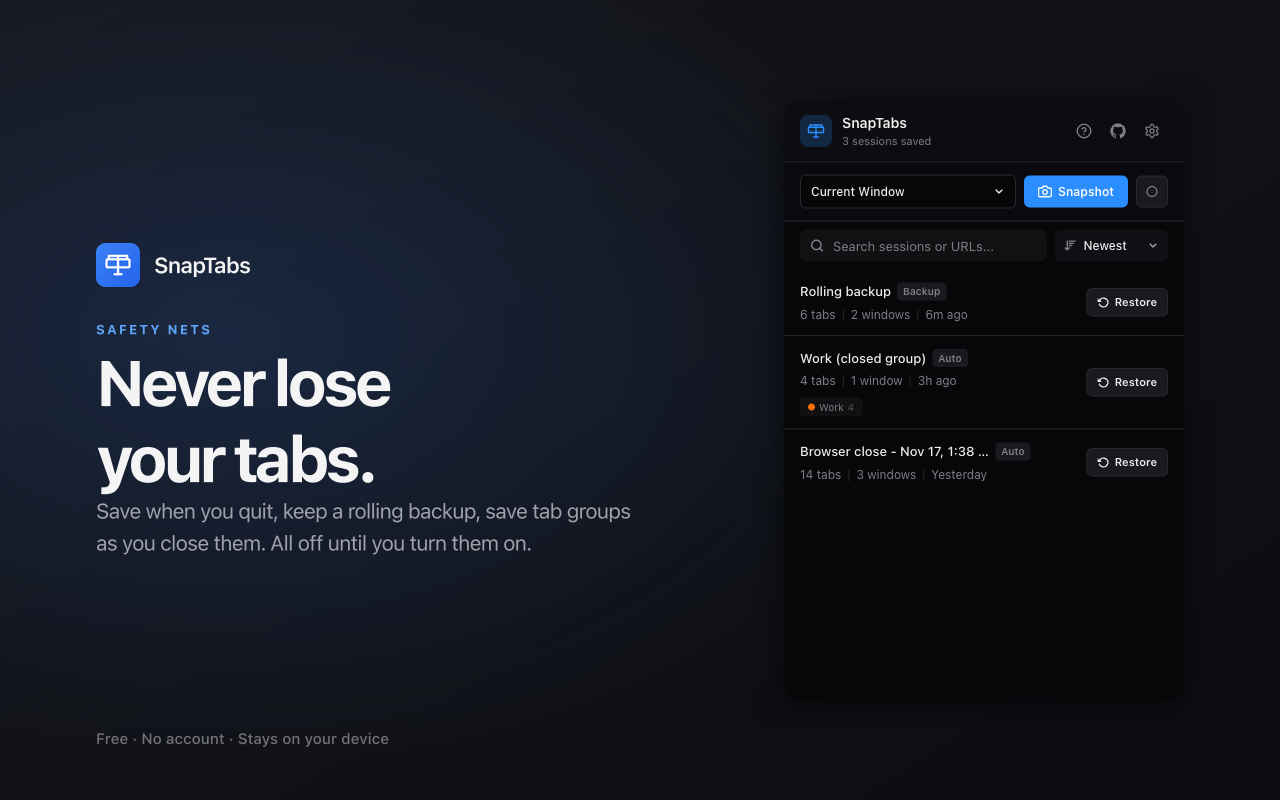 SnapTabs
SAFETY NETS
Never lose
your tabs.
Save when you quit, keep a rolling backup, save tab groups
as you close them. All off until you turn them on.
Free · No account · Stays on your device
SnapTabs
3 sessions saved
Current Window
Snapshot
Search sessions or URLs...
Newest
Rolling backup Backup
6 tabs | 2 windows | 6m ago
Restore
Work (closed group) Auto
4 tabs | 1 window | 3h ago
Work 4
Restore
Browser close - Nov 17, 1:38 ... Auto
14 tabs | 3 windows | Yesterday
Restore